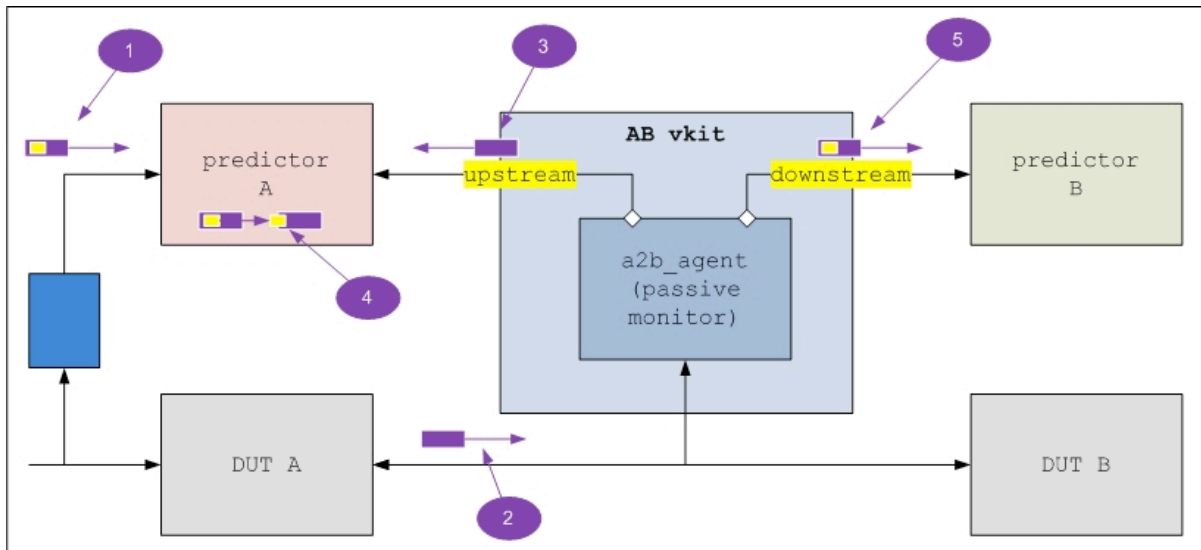 1
3
5
AB vkit
predictor
A
upstream
downstream
predictor
B
4
a2b_agent
(passive
monitor)
DUT A
2
DUT B